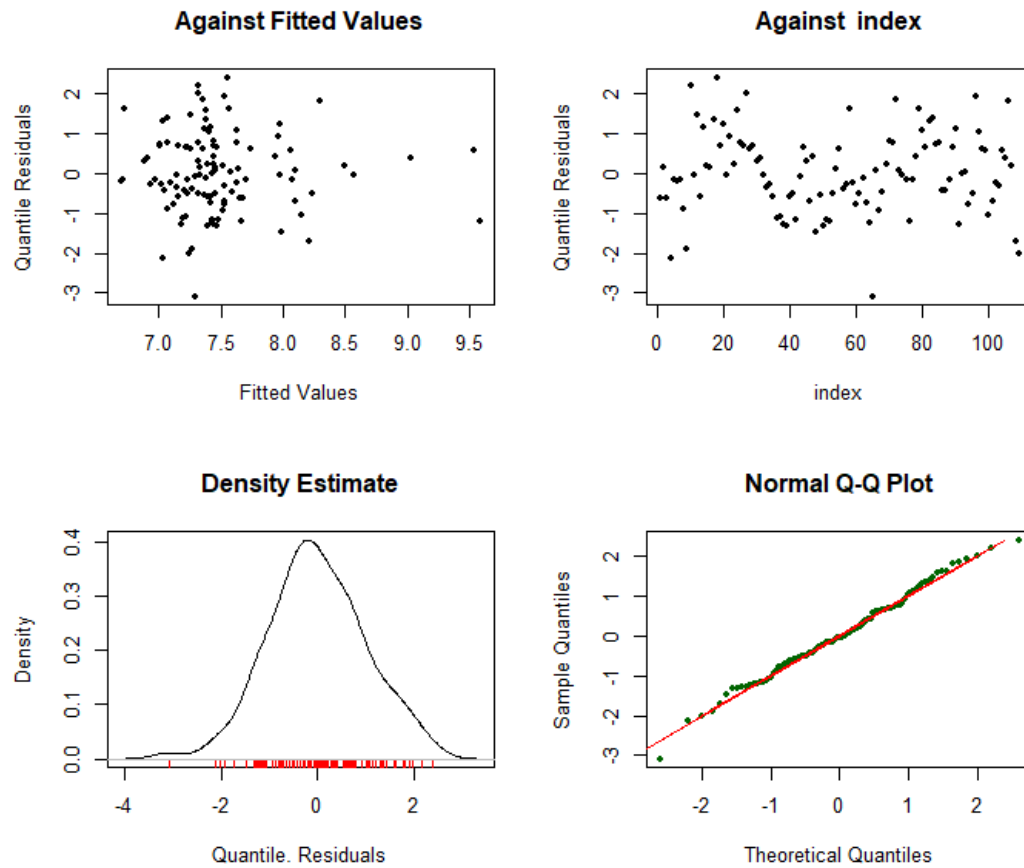 Against Fitted Values
Quantile Residuals
2
1
0
-1
-2
-3
7.0 7.5 8.0 8.5 9.0 9.5
Fitted Values
Against index
Quantile Residuals
2
1
0
-1
-2
-3
0 20 40 60 80 100
index
Density Estimate
Density
0.4
0.3
0.2
0.1
0.0
-4 -2 0 2
Quantile. Residuals
Normal Q-Q Plot
Sample Quantiles
2
1
0
-1
-2
-3
-2 -1 0 1 2
Theoretical Quantiles